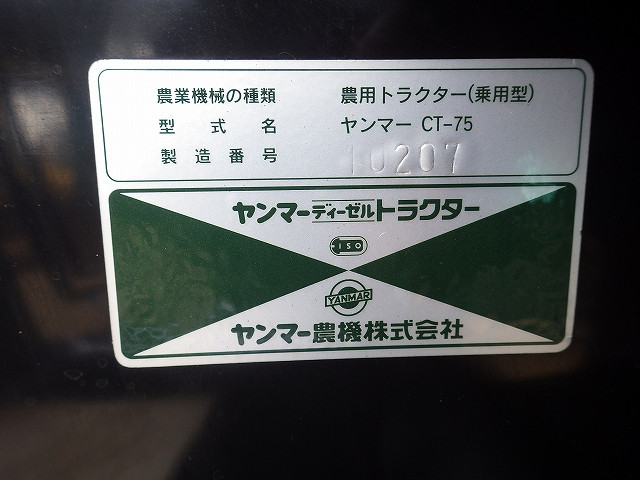 農業機械の種類 農用トラクター(乗用型)
型式名 ヤンマー CT-75
製造番号 10207
ヤンマーディーゼルトラクター
ISO
YANMAR
ヤンマー農機株式会社